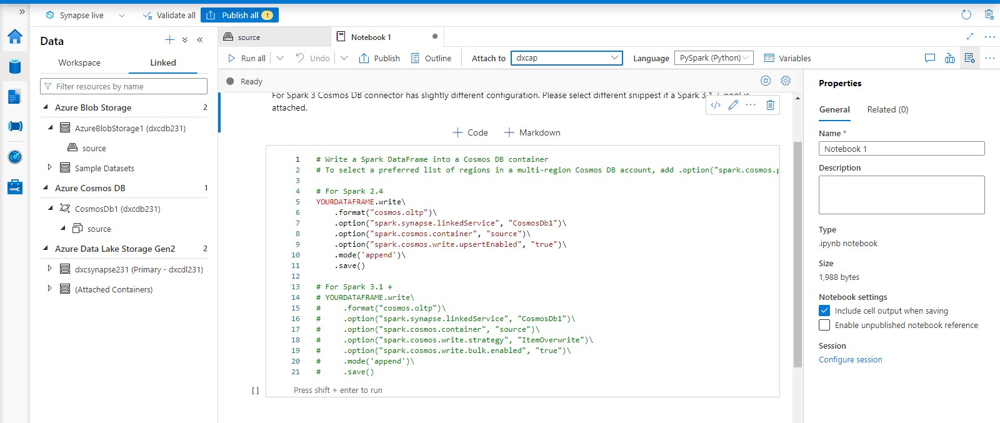 Synapse live
Validate all
Publish all 1
Data
Workspace
Linked
Filter resources by name
Azure Blob Storage 2
AzureBlobStorage1 (dxcdb231)
source
Sample Datasets
Azure Cosmos DB 1
CosmosDb1 (dxcdb231)
source
Azure Data Lake Storage Gen2 2
dxcsynapse231 (Primary - dxcdl231)
(Attached Containers)
source
Notebook 1
Run all
Undo
Publish
Outline
Attach to
dxcap
Language
PySpark (Python)
Variables
Ready
For Spark 3 Cosmos DB connector has slightly different configuration. Please select different snippest if a Spark 3.1 + pool is
attached.
Code
Markdown
1 # Write a Spark DataFrame into a Cosmos DB container
2 # To select a preferred list of regions in a multi-region Cosmos DB account, add .option("spark.cosmos.p
3
4 # For Spark 2.4
5 YOURDATAFRAME.write\
6 .format("cosmos.oltp")\
7 .option("spark.synapse.linkedService", "CosmosDb1")\
8 .option("spark.cosmos.container", "source")\
9 .option("spark.cosmos.write.upsertEnabled", "true")\
10 .mode('append')\
11 .save()
12
13 # For Spark 3.1 +
14 # YOURDATAFRAME.write\
15 # .format("cosmos.oltp")\
16 # .option("spark.synapse.linkedService", "CosmosDb1")\
17 # .option("spark.cosmos.container", "source")\
18 # .option("spark.cosmos.write.strategy", "ItemOverwrite")\
19 # .option("spark.cosmos.write.bulk.enabled", "true")\
20 # .mode('append')\
21 # .save()
[ ]
Press shift + enter to run
Properties
General
Related (0)
Name *
Notebook 1
Description
Type
.ipynb notebook
Size
1,988 bytes
Notebook settings
Include cell output when saving
Enable unpublished notebook reference
Session
Configure session